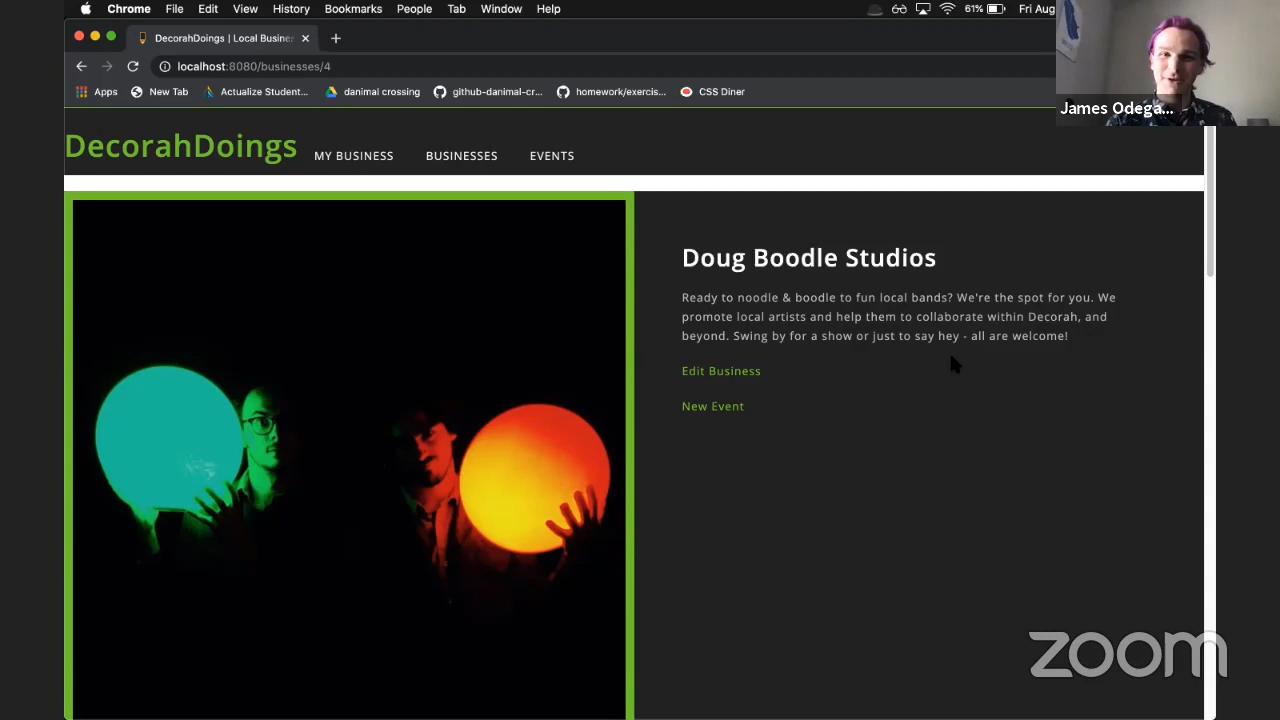 Chrome File Edit View History Bookmarks People Tab Window Help 61% Fri Aug
DecorahDoings | Local Busine
localhost:8080/businesses/4
Apps New Tab Actualize Student... danimal crossing github-danimal-cr... homework/exercis... CSS Diner
James Odega...
DecorahDoings MY BUSINESS BUSINESSES EVENTS
Doug Boodle Studios
Ready to noodle & boodle to fun local bands? We're the spot for you. We
promote local artists and help them to collaborate within Decorah, and
beyond. Swing by for a show or just to say hey - all are welcome!
Edit Business
New Event
zoom